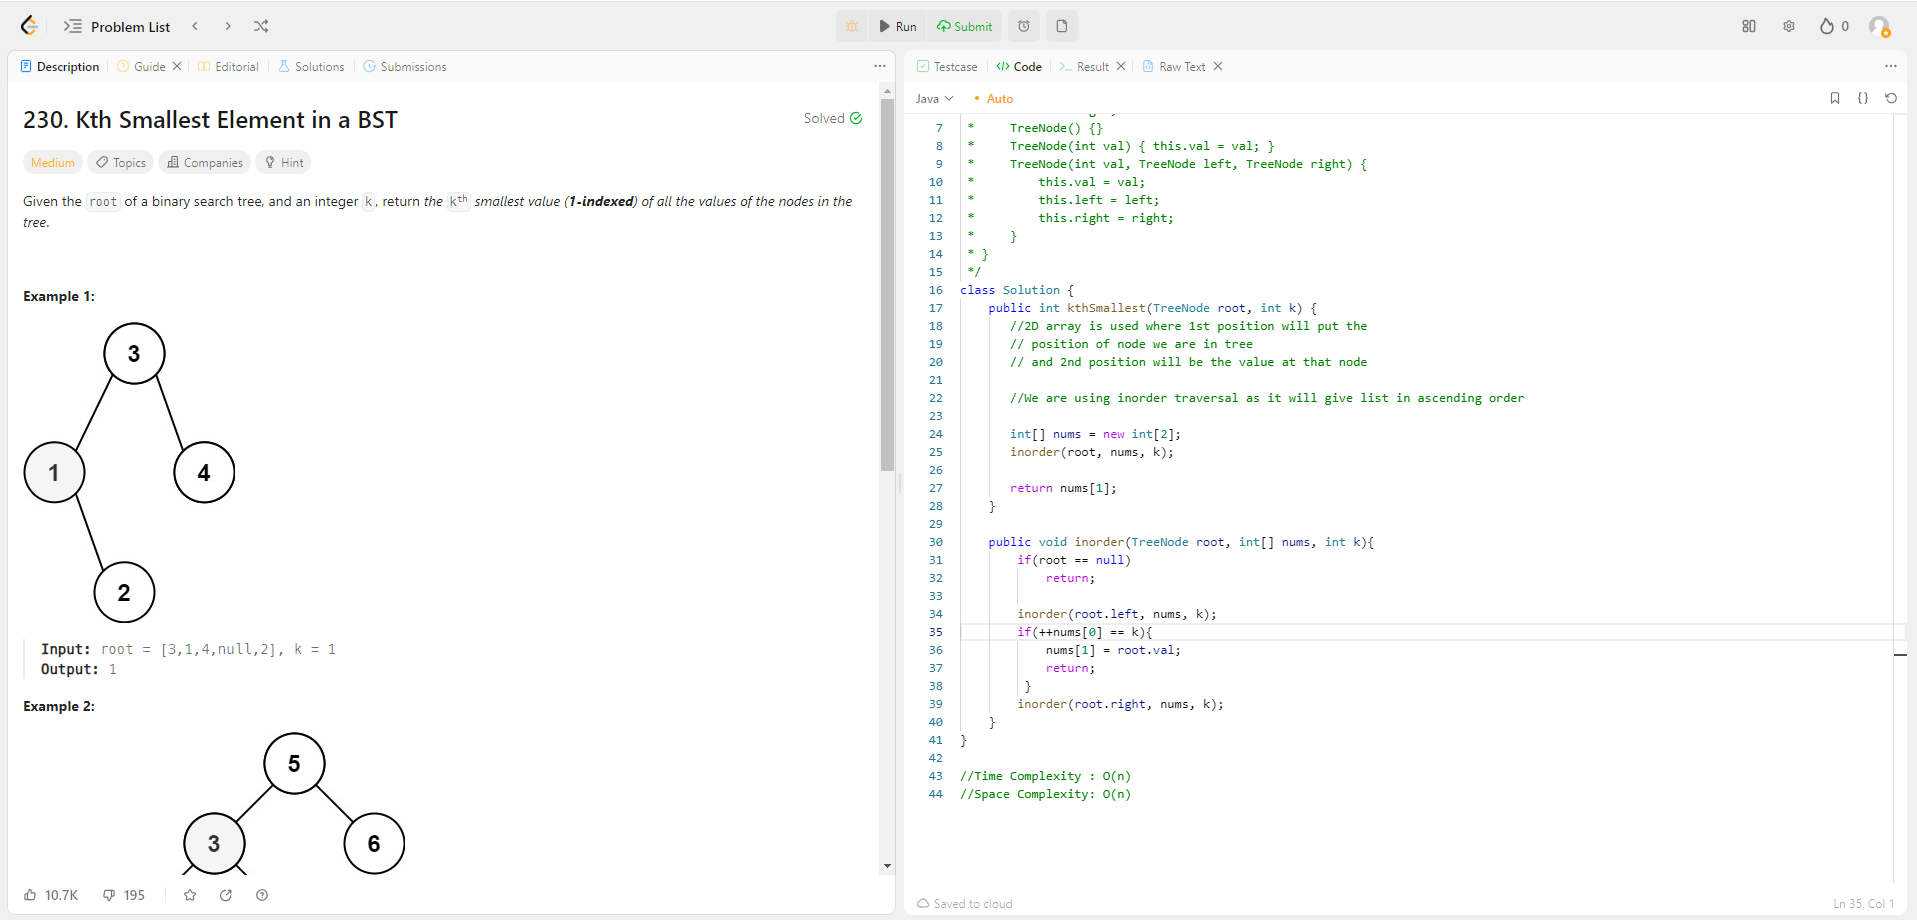 Problem List
Run
Submit
0
Description
Guide
Editorial
Solutions
Submissions
230. Kth Smallest Element in a BST
Solved
Medium
Topics
Companies
Hint
Given the root of a binary search tree, and an integer k, return the kth smallest value (1-indexed) of all the values of the nodes in the
tree.
Example 1:
3
1
4
2
Input: root = [3,1,4,null,2], k = 1
Output: 1
Example 2:
5
3
6
10.7K
195
Testcase
Code
Result
Raw Text
Java
Auto
7 *     TreeNode() {}
8 *     TreeNode(int val) { this.val = val; }
9 *     TreeNode(int val, TreeNode left, TreeNode right) {
10 *         this.val = val;
11 *         this.left = left;
12 *         this.right = right;
13 *     }
14 * }
15 */
16 class Solution {
17     public int kthSmallest(TreeNode root, int k) {
18        //2D array is used where 1st position will put the
19        // position of node we are in tree
20        // and 2nd position will be the value at that node
21
22        //We are using inorder traversal as it will give list in ascending order
23
24        int[] nums = new int[2];
25        inorder(root, nums, k);
26
27        return nums[1];
28     }
29
30     public void inorder(TreeNode root, int[] nums, int k){
31         if(root == null)
32             return;
33
34         inorder(root.left, nums, k);
35         if(++nums[0] == k){
36             nums[1] = root.val;
37             return;
38          }
39         inorder(root.right, nums, k);
40     }
41 }
42
43 //Time Complexity : O(n)
44 //Space Complexity: O(n)
Saved to cloud
Ln 35, Col 1